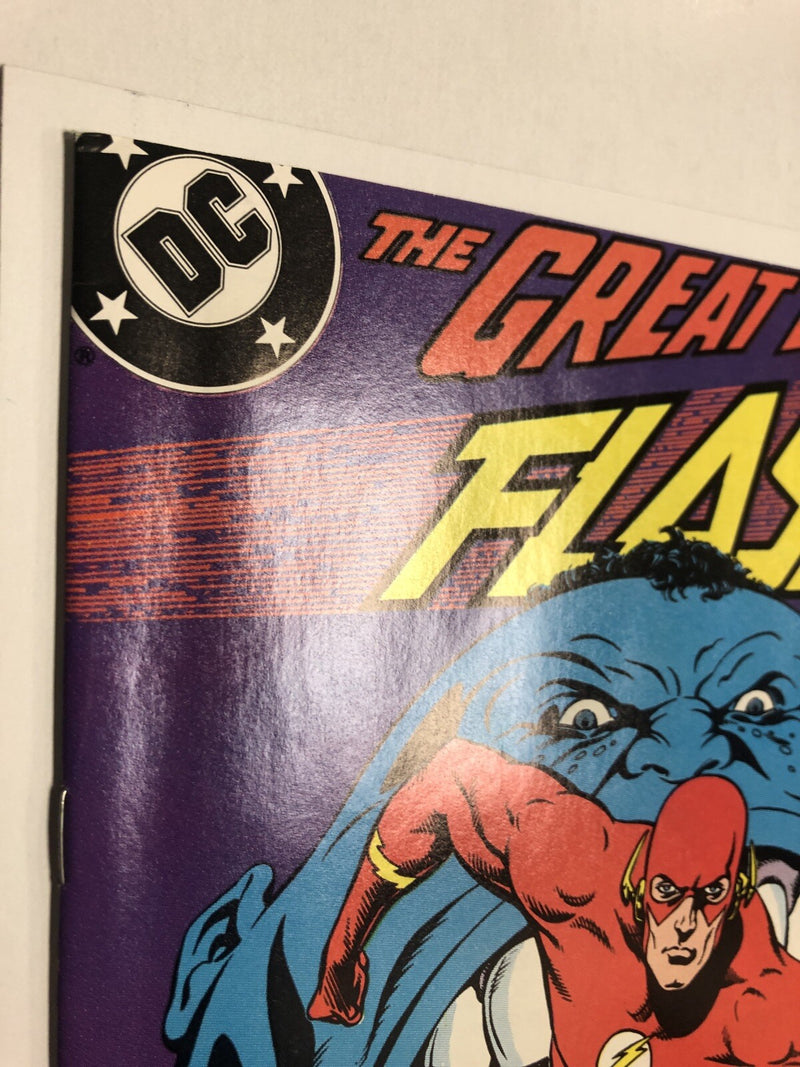 DC
®
THE GREAT
FLAS